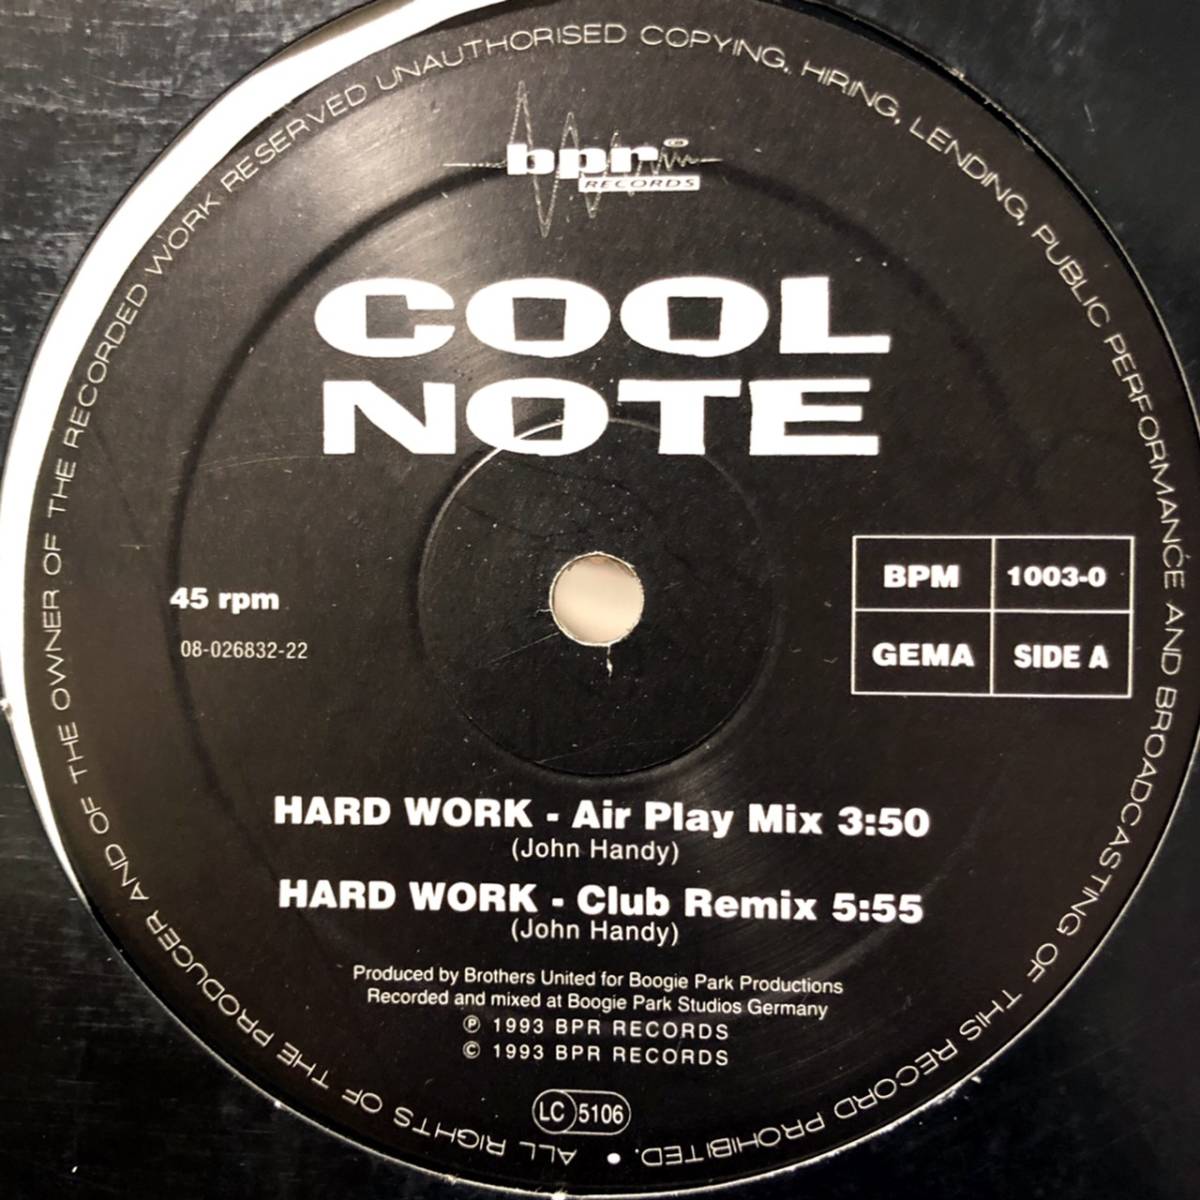 ALL RIGHTS OF THE PRODUCER AND OF THE OWNER OF THE RECORDED WORK RESERVED UNAUTHORISED COPYING, HIRING, LENDING, PUBLIC PERFORMANCE AND BROADCASTING OF THIS RECORD PROHIBITED. •
bpr
RECORDS
COOL
NOTE
45 rpm
08-026832-22
BPM 1003-0
GEMA SIDE A
HARD WORK - Air Play Mix 3:50
(John Handy)
HARD WORK - Club Remix 5:55
(John Handy)
Produced by Brothers United for Boogie Park Productions
Recorded and mixed at Boogie Park Studios Germany
℗ 1993 BPR RECORDS
© 1993 BPR RECORDS
LC 5106